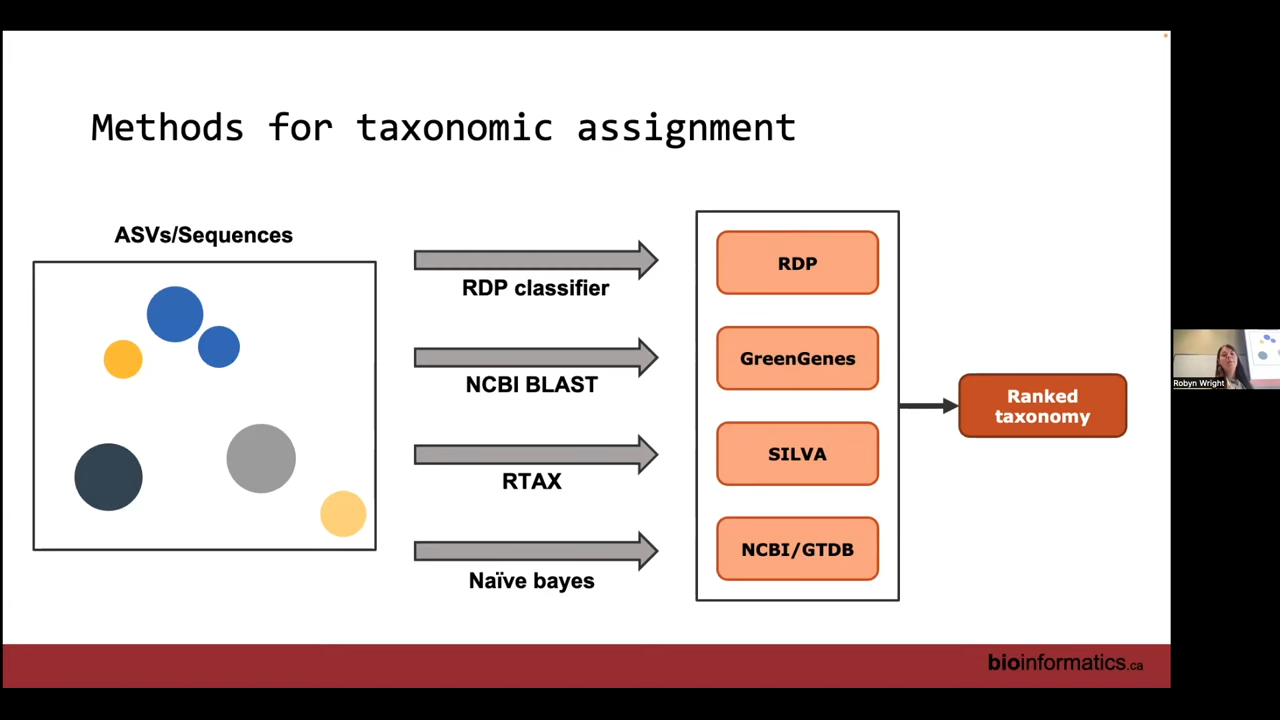 Methods for taxonomic assignment
ASVs/Sequences
RDP classifier
NCBI BLAST
RTAX
Naïve bayes
RDP
GreenGenes
SILVA
NCBI/GTDB
Ranked
taxonomy
Robyn Wright
bioinformatics.ca